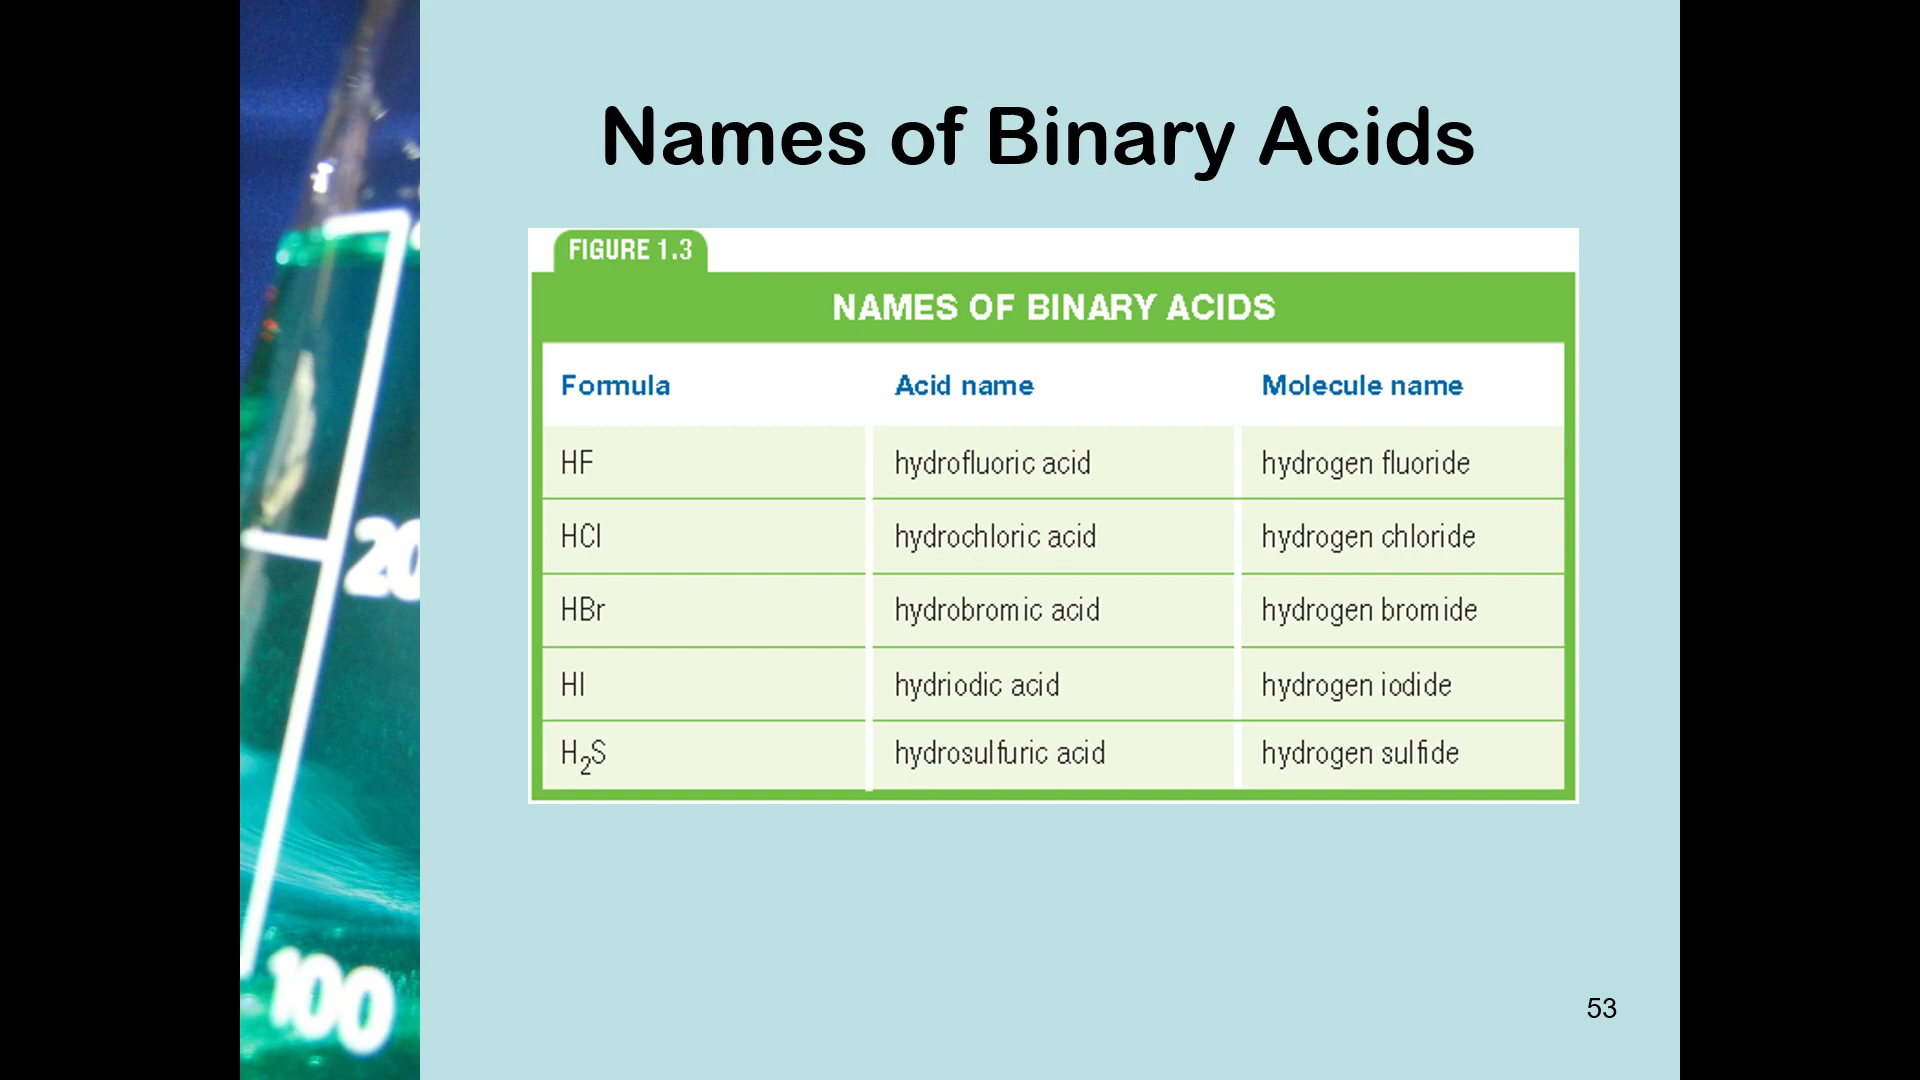 Names of Binary Acids
FIGURE 1.3
NAMES OF BINARY ACIDS
Formula Acid name Molecule name
HF hydrofluoric acid hydrogen fluoride
HCl hydrochloric acid hydrogen chloride
HBr hydrobromic acid hydrogen bromide
HI hydriodic acid hydrogen iodide
H₂S hydrosulfuric acid hydrogen sulfide
20
100
53